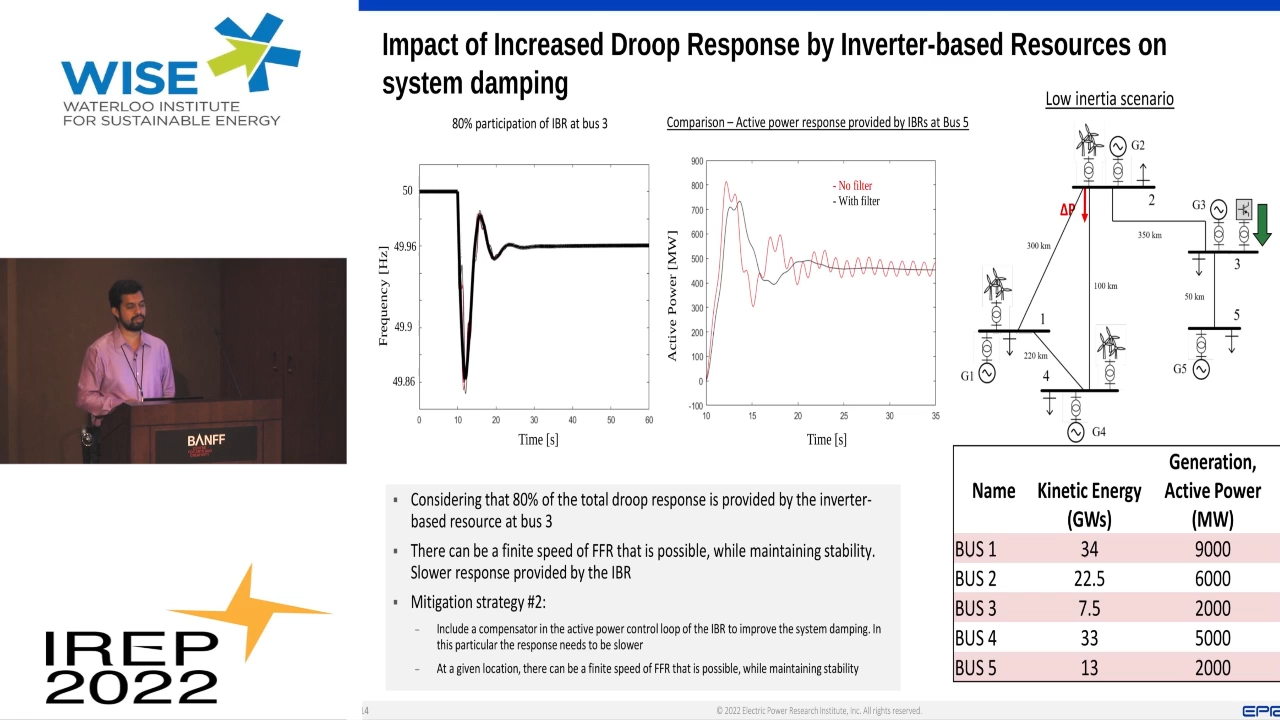 WISE
WATERLOO INSTITUTE
FOR SUSTAINABLE ENERGY
BANFF
IREP
2022
Impact of Increased Droop Response by Inverter-based Resources on
system damping
80% participation of IBR at bus 3
50
49.96
49.9
49.86
Frequency [Hz]
0 10 20 30 40 50 60
Time [s]
Comparison – Active power response provided by IBRs at Bus 5
900
800
700
600
500
400
300
200
100
0
-100
Active Power [MW]
- No filter
- With filter
10 15 20 25 30 35
Time [s]
Low inertia scenario
G2
2
ΔP
G3
350 km
300 km
3
100 km
50 km
1
5
220 km
G1
4
G5
G4
Name Kinetic Energy (GWs) Generation, Active Power (MW)
BUS 1 34 9000
BUS 2 22.5 6000
BUS 3 7.5 2000
BUS 4 33 5000
BUS 5 13 2000
▪ Considering that 80% of the total droop response is provided by the inverter-
based resource at bus 3
▪ There can be a finite speed of FFR that is possible, while maintaining stability.
Slower response provided by the IBR
▪ Mitigation strategy #2:
– Include a compensator in the active power control loop of the IBR to improve the system damping. In
this particular the response needs to be slower
– At a given location, there can be a finite speed of FFR that is possible, while maintaining stability
14
© 2022 Electric Power Research Institute, Inc. All rights reserved.